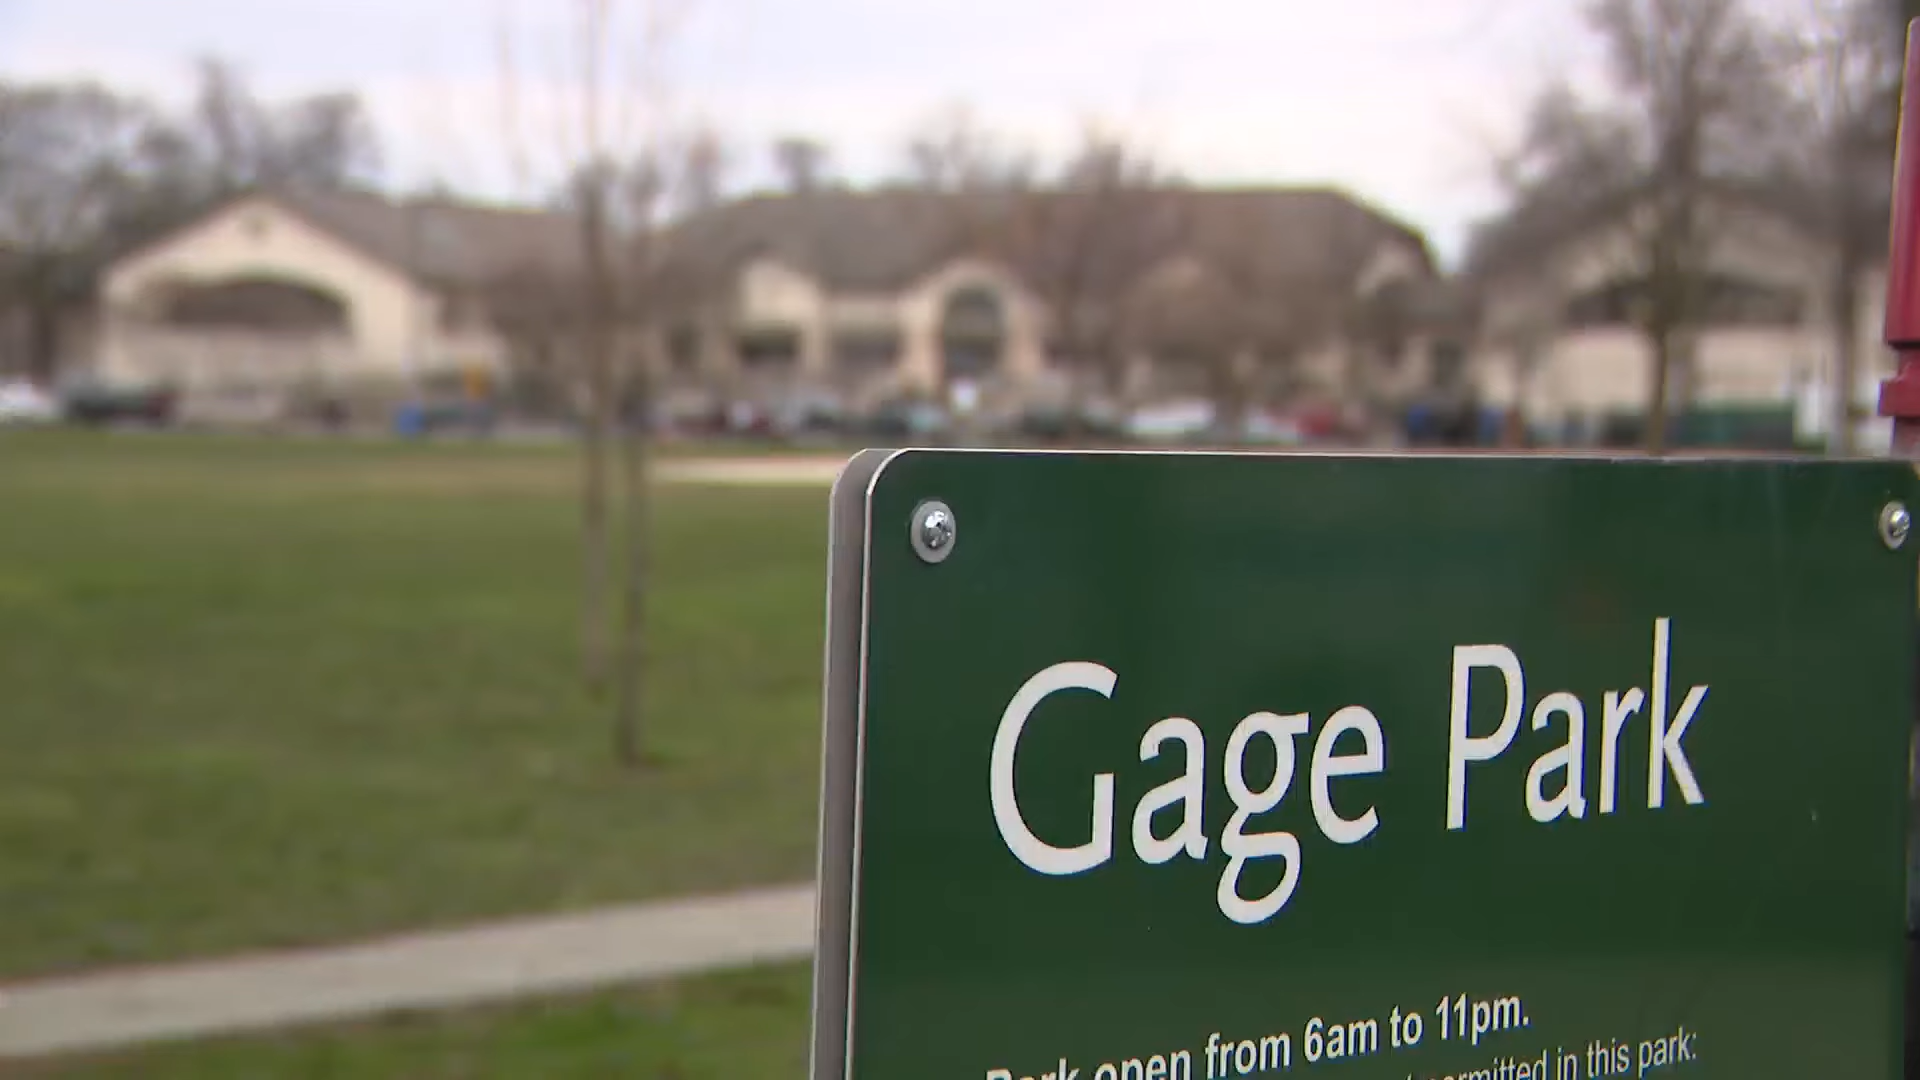 Gage Park
Park open from 6am to 11pm.
permitted in this park: